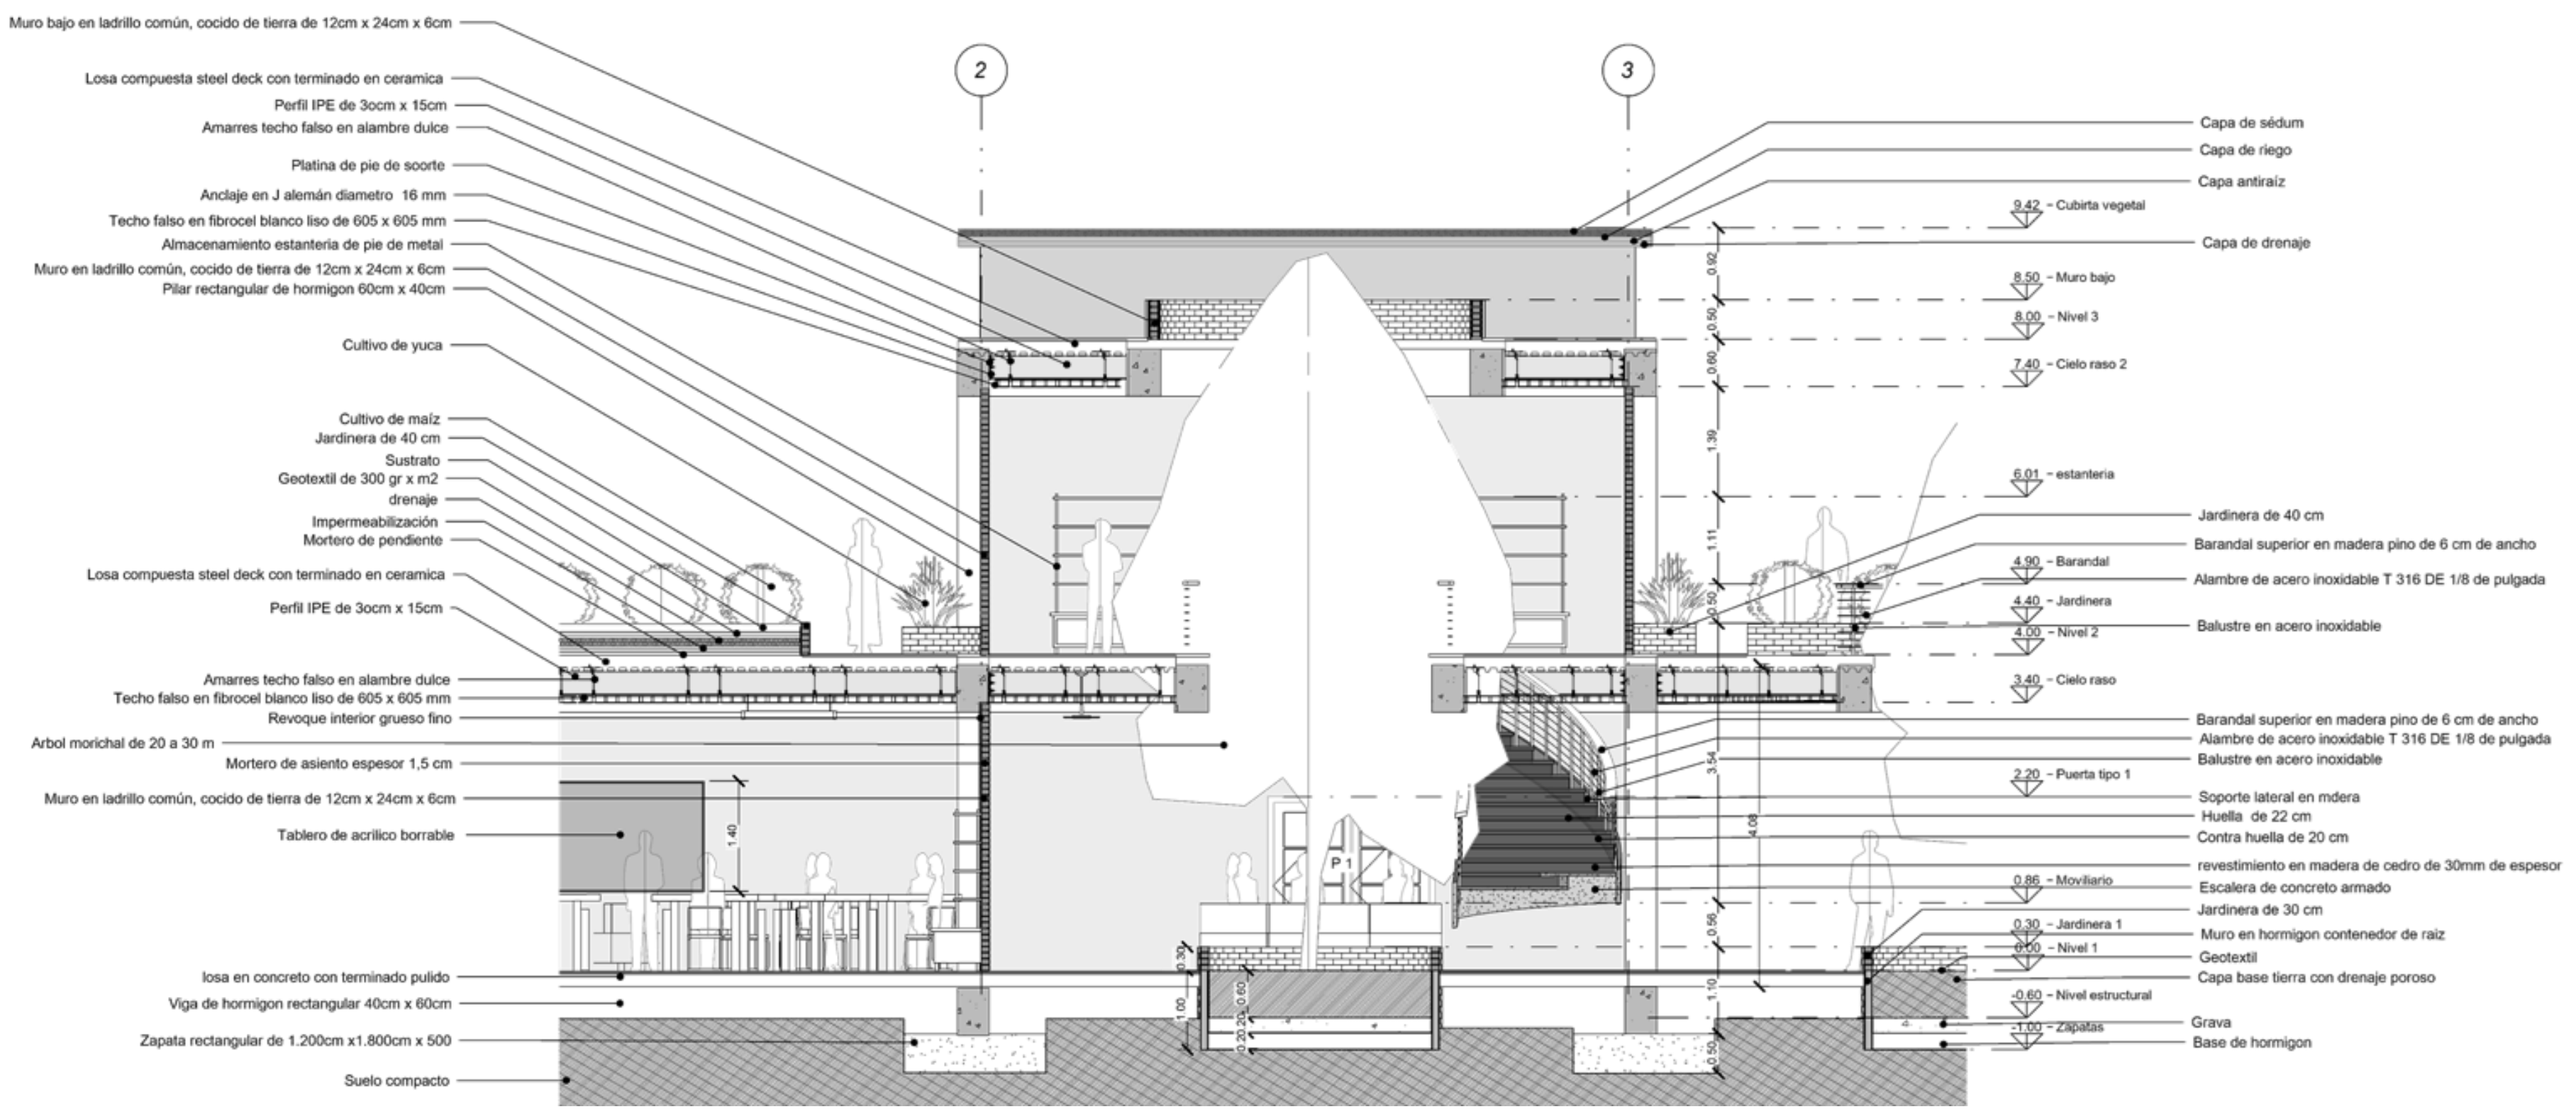 Muro bajo en ladrillo común, cocido de tierra de 12cm x 24cm x 6cm
Losa compuesta steel deck con terminado en ceramica
Perfil IPE de 3ocm x 15cm
Amarres techo falso en alambre dulce
Platina de pie de soorte
Anclaje en J alemán diametro 16 mm
Techo falso en fibrocel blanco liso de 605 x 605 mm
Almacenamiento estanteria de pie de metal
Muro en ladrillo común, cocido de tierra de 12cm x 24cm x 6cm
Pilar rectangular de hormigon 60cm x 40cm
Cultivo de yuca
Cultivo de maíz
Jardinera de 40 cm
Sustrato
Geotextil de 300 gr x m2
drenaje
Impermeabilización
Mortero de pendiente
Losa compuesta steel deck con terminado en ceramica
Perfil IPE de 3ocm x 15cm
Amarres techo falso en alambre dulce
Techo falso en fibrocel blanco liso de 605 x 605 mm
Revoque interior grueso fino
Arbol morichal de 20 a 30 m
Mortero de asiento espesor 1,5 cm
Muro en ladrillo común, cocido de tierra de 12cm x 24cm x 6cm
Tablero de acrilico borrable
losa en concreto con terminado pulido
Viga de hormigon rectangular 40cm x 60cm
Zapata rectangular de 1.200cm x1.800cm x 500
Suelo compacto
2
3
1.40
P 1
0.30
1.00
0.60
0.20
0.20
0.92
0.50
0.60
1.39
1.11
0.50
3.54
4.08
0.56
1.10
0.50
9.42 - Cubirta vegetal
8.50 - Muro bajo
8.00 - Nivel 3
7.40 - Cielo raso 2
6.01 - estanteria
4.90 - Barandal
4.40 - Jardinera
4.00 - Nivel 2
3.40 - Cielo raso
2.20 - Puerta tipo 1
0.86 - Moviliario
0.30 - Jardinera 1
0.00 - Nivel 1
-0.60 - Nivel estructural
-1.00 - Zapatas
Capa de sédum
Capa de riego
Capa antiraíz
Capa de drenaje
Jardinera de 40 cm
Barandal superior en madera pino de 6 cm de ancho
Alambre de acero inoxidable T 316 DE 1/8 de pulgada
Balustre en acero inoxidable
Barandal superior en madera pino de 6 cm de ancho
Alambre de acero inoxidable T 316 DE 1/8 de pulgada
Balustre en acero inoxidable
Soporte lateral en mdera
Huella de 22 cm
Contra huella de 20 cm
revestimiento en madera de cedro de 30mm de espesor
Escalera de concreto armado
Jardinera de 30 cm
Muro en hormigon contenedor de raiz
Geotextil
Capa base tierra con drenaje poroso
Grava
Base de hormigon